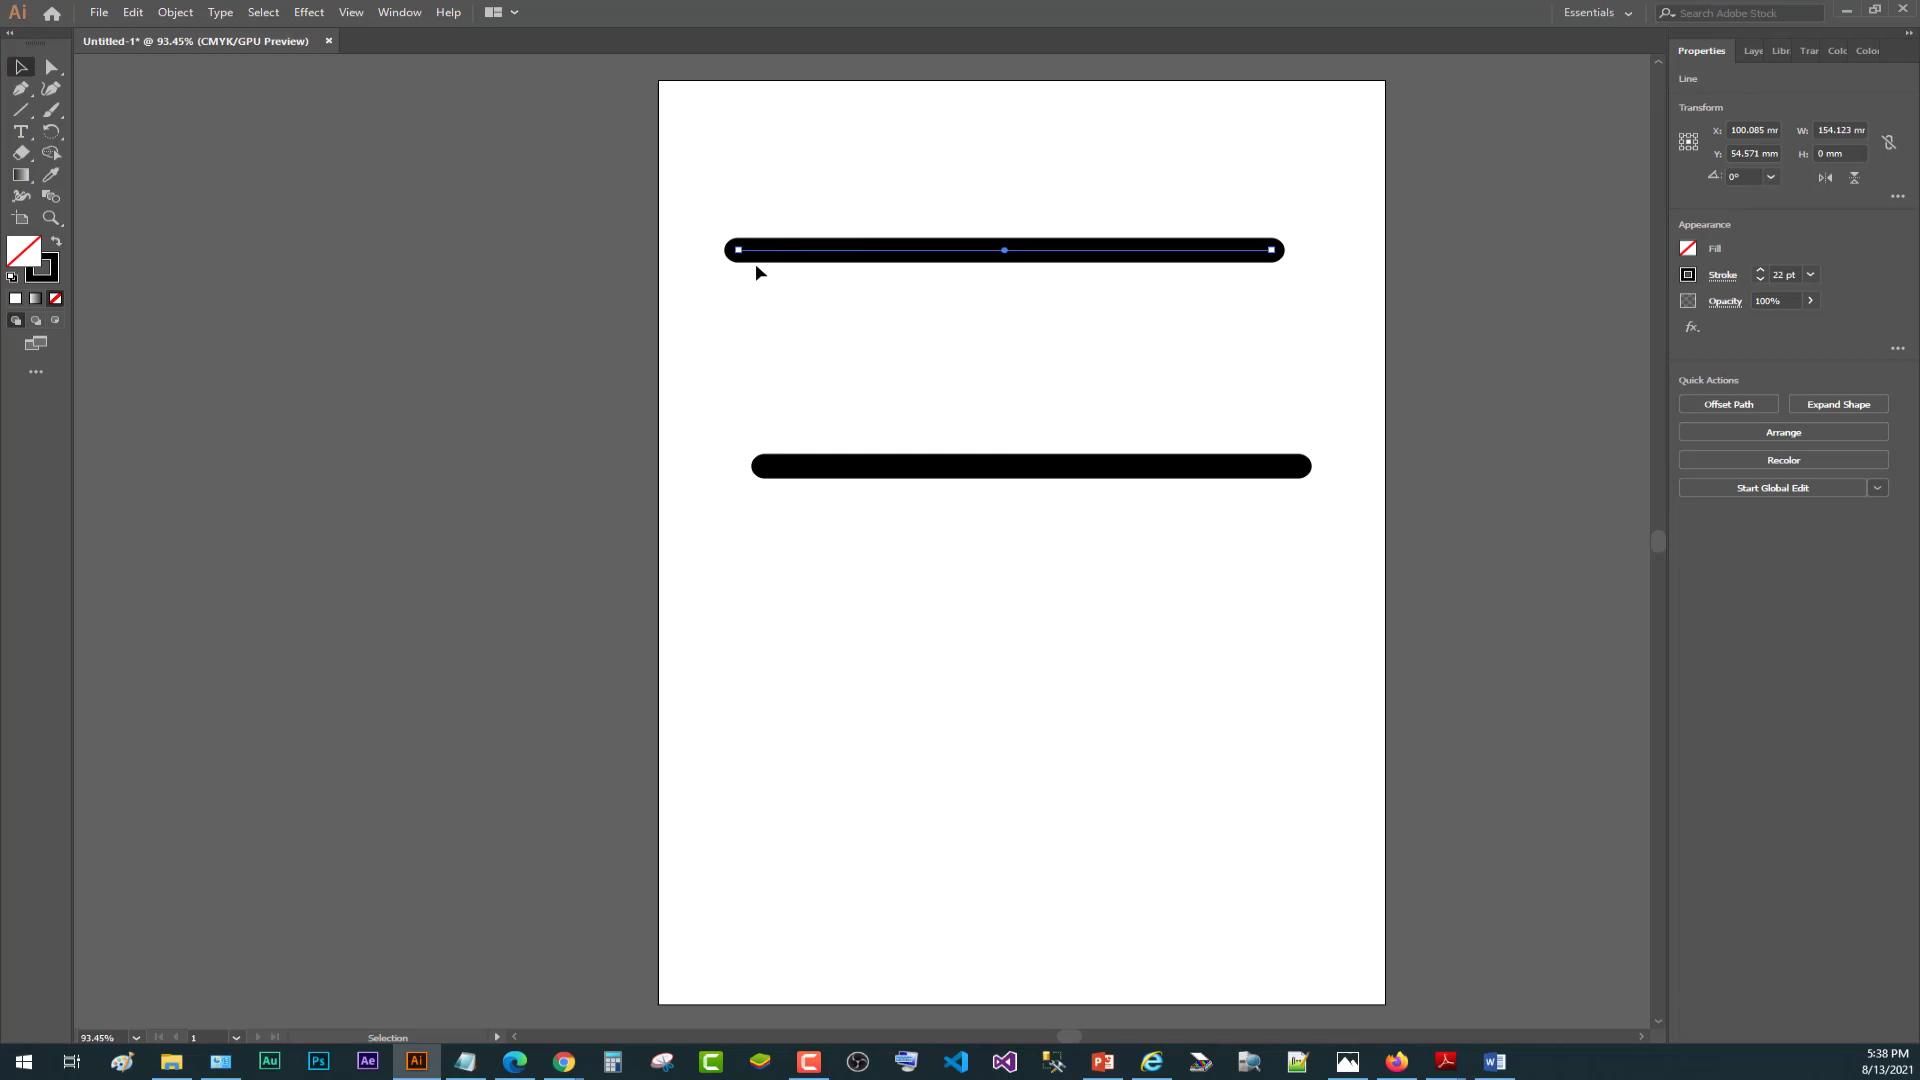 Ai File Edit Object Type Select Effect View Window Help Essentials Search Adobe Stock
Untitled-1* @ 93.45% (CMYK/GPU Preview)
Properties Laye Libr Trar Colc Color
Line
Transform
X: 100.085 mr W: 154.123 mr
Y: 54.571 mm H: 0 mm
0°
Appearance
Fill
Stroke 22 pt
Opacity 100%
fx.
Quick Actions
Offset Path Expand Shape
Arrange
Recolor
Start Global Edit
93.45% 1 Selection
Au Ps Ae Ai
5:38 PM
8/13/2021